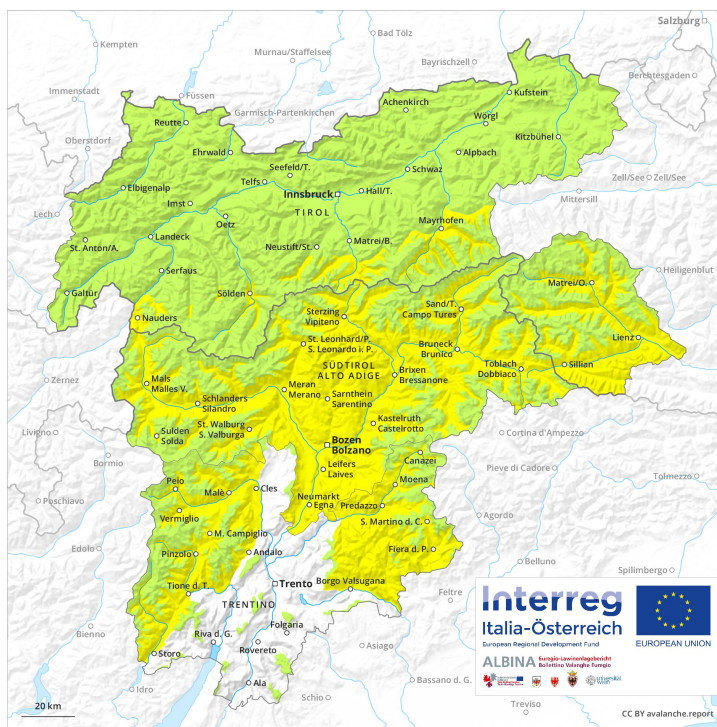 Salzburg
Kempten
Bad Tölz
Murnau/Staffelsee
Bayrischzell
Berchtesgaden
Immenstadt
Füssen
Kufstein
Achenkirch
Garmisch-Partenkirchen
Reutte
Wörgl
Oberstdorf
Ehrwald
Kitzbühel
Seefeld/T.
Alpbach
Schwaz
Telfs
Zell/See
Zell/See
Elbigenalp
Innsbruck
Hall/T.
Mittersill
Imst
TIROL
Lech
Oetz
Mayrhofen
Landeck
Neustift/St.
Matrei/B.
St. Anton/A.
Serfaus
Heiligenblut
Galtür
Sölden
Matrei/O.
Nauders
Sterzing
Vipiteno
Sand/T.
Campo Tures
Lienz
St. Leonhard/P.
S. Leonardo i. P.
Bruneck
Brunico
Sillian
Toblach
Dobbiaco
SÜDTIROL
ALTO ADIGE
Brixen
Bressanone
Zernez
Mals
Malles V.
Meran
Merano
Sarnthein
Sarentino
Schlanders
Silandro
Kastelruth
Castelrotto
St. Walburg
S. Valburga
Livigno
Sulden
Solda
Bozen
Bolzano
Cortina d'Ampezzo
Bormio
Canazei
Leifers
Laives
Pieve di Cadore
Tolmezzo
Peio
Moena
Malè
Cles
Neumarkt
Egna
Predazzo
Poschiavo
Vermiglio
S. Martino d. C.
Agordo
M. Campiglio
Edolo
Pinzolo
Andalo
Fiera d. P.
Belluno
Spilimbergo
Tione d. T.
Trento
Borgo Valsugana
Feltre
TRENTINO
Folgaria
Bienno
Riva d. G.
Rovereto
Asiago
Storo
Ala
Idro
Bassano d. G.
Schio
Treviso
20 km
Interreg
Italia-Österreich
European Regional Development Fund
EUROPEAN UNION
ALBINA
Euregio-Lawinenlagebericht
Bollettino Valanghe Euregio
CC BY avalanche.report